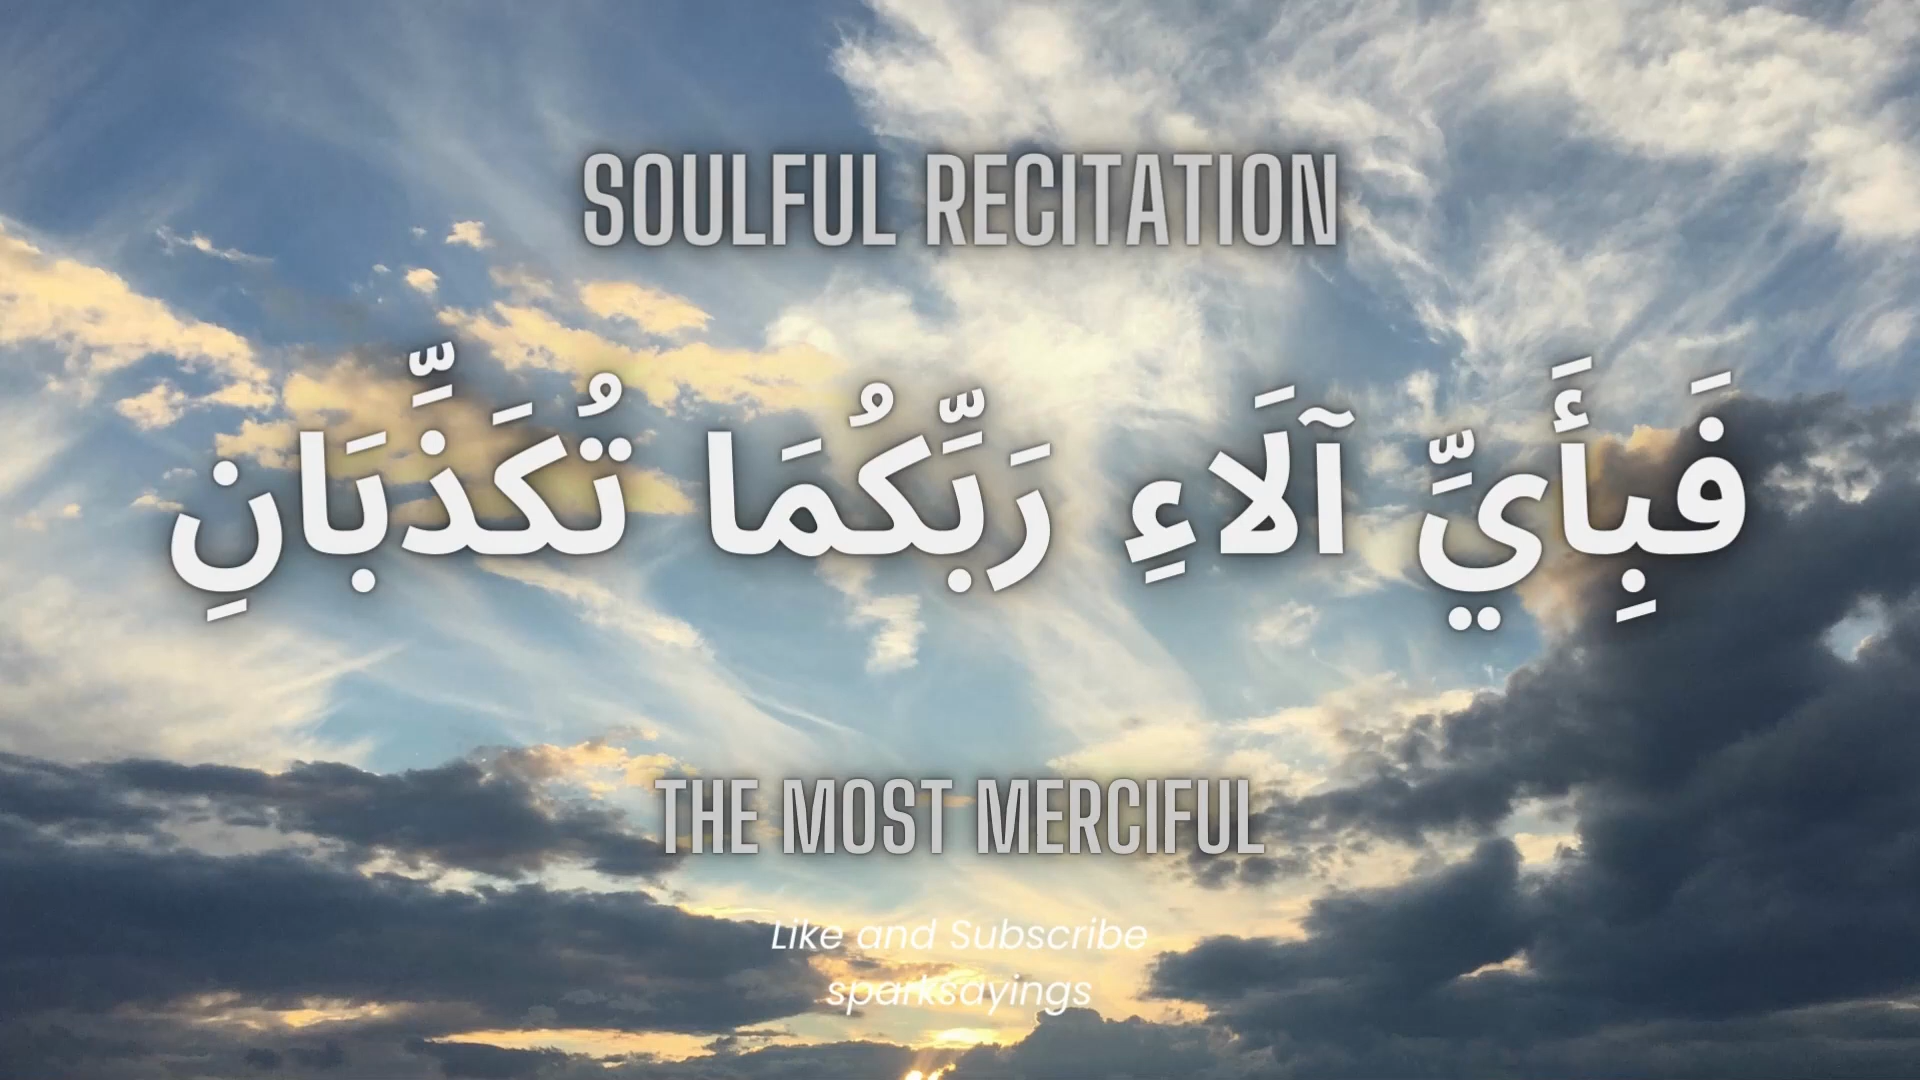 SOULFUL RECITATION
فَبِأَيِّ آلَاءِ رَبِّكُمَا تُكَذِّبَانِ
THE MOST MERCIFUL
Like and Subscribe
sparksayings